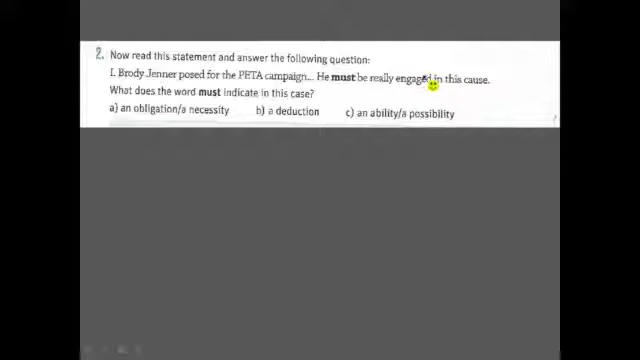 2. Now read this statement and answer the following question:
I. Brody Jenner posed for the PETA campaign... He must be really engaged in this cause.
What does the word must indicate in this case?
a) an obligation/a necessity b) a deduction c) an ability/a possibility